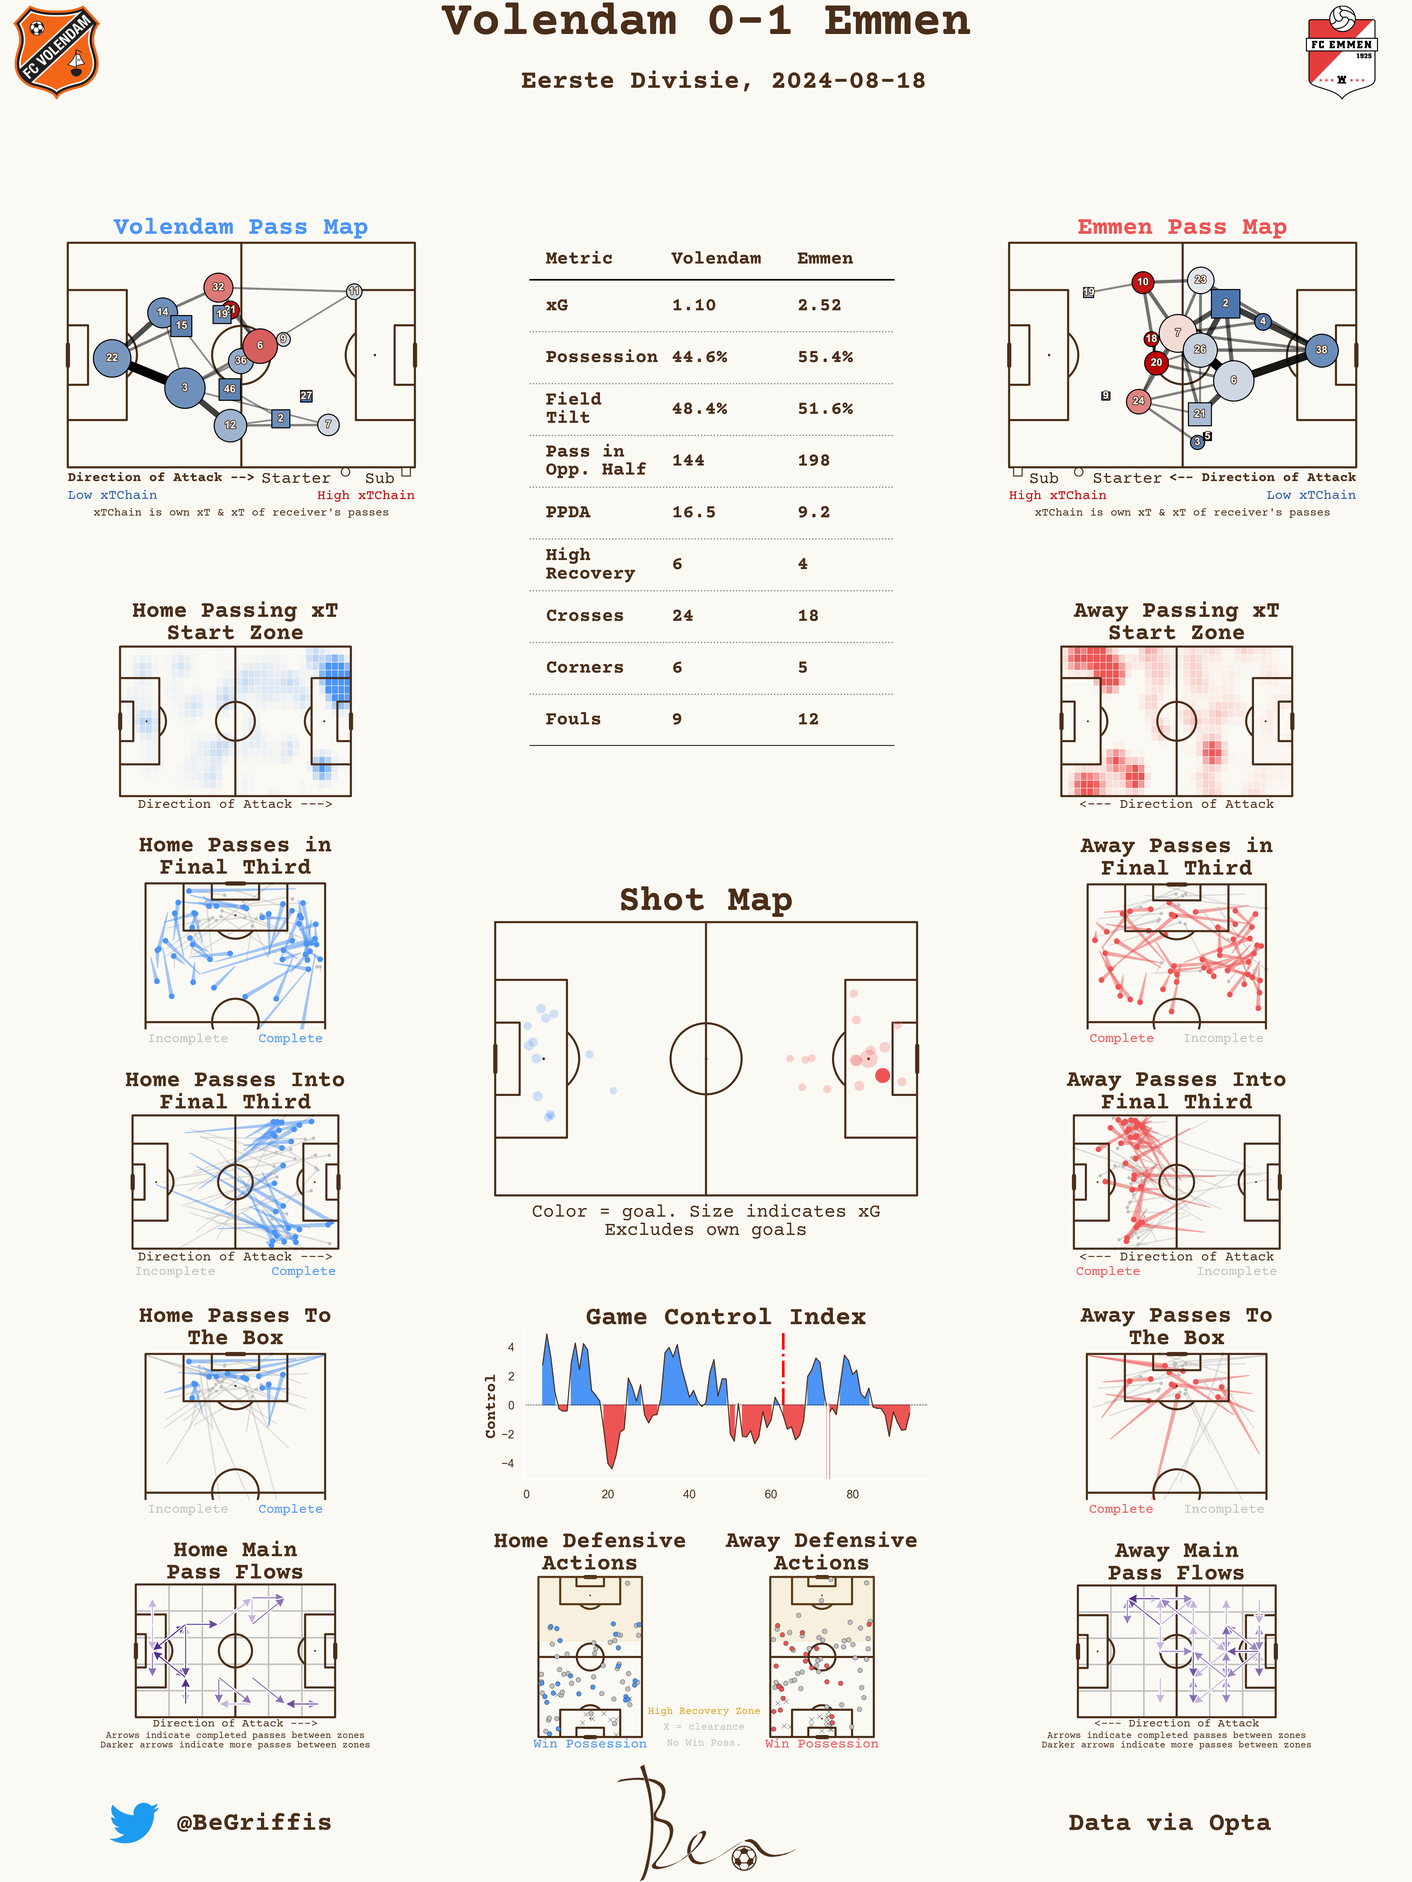 Volendam 0-1 Emmen
Eerste Divisie, 2024-08-18
FC VOLENDAM
FC EMMEN
1925
Volendam Pass Map
32
11
14
21
19
15
9
6
22
36
3
46
27
2
12
7
Direction of Attack --> Starter Sub
Low xTChain High xTChain
xTChain is own xT & xT of receiver's passes
Metric Volendam Emmen
xG 1.10 2.52
Possession 44.6% 55.4%
Field
Tilt 48.4% 51.6%
Pass in
Opp. Half 144 198
PPDA 16.5 9.2
High
Recovery 6 4
Crosses 24 18
Corners 6 5
Fouls 9 12
Emmen Pass Map
10
23
19
2
4
7
18
26
38
20
6
9
24
21
5
3
Sub Starter <-- Direction of Attack
High xTChain Low xTChain
xTChain is own xT & xT of receiver's passes
Home Passing xT
Start Zone
Direction of Attack --->
Away Passing xT
Start Zone
<--- Direction of Attack
Home Passes in
Final Third
Incomplete Complete
Away Passes in
Final Third
Complete Incomplete
Shot Map
Color = goal. Size indicates xG
Excludes own goals
Home Passes Into
Final Third
Direction of Attack --->
Incomplete Complete
Away Passes Into
Final Third
<--- Direction of Attack
Complete Incomplete
Home Passes To
The Box
Incomplete Complete
Game Control Index
Control
4
2
0
−2
−4
0 20 40 60 80
Away Passes To
The Box
Complete Incomplete
Home Main
Pass Flows
Direction of Attack --->
Arrows indicate completed passes between zones
Darker arrows indicate more passes between zones
Home Defensive
Actions
Win Possession
Away Defensive
Actions
Win Possession
High Recovery Zone
X = clearance
No Win Poss.
Away Main
Pass Flows
<--- Direction of Attack
Arrows indicate completed passes between zones
Darker arrows indicate more passes between zones
@BeGriffis
Ben
Data via Opta